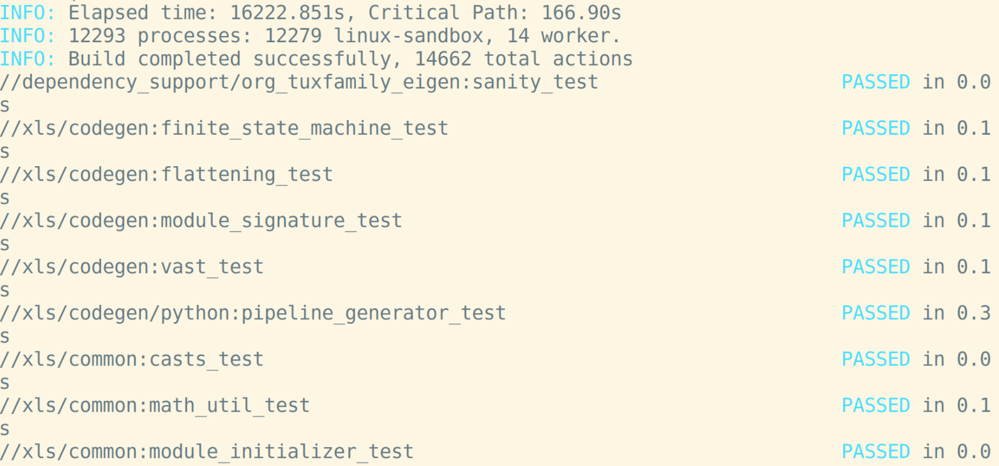 INFO: Elapsed time: 16222.851s, Critical Path: 166.90s
INFO: 12293 processes: 12279 linux-sandbox, 14 worker.
INFO: Build completed successfully, 14662 total actions
//dependency_support/org_tuxfamily_eigen:sanity_test PASSED in 0.0
s
//xls/codegen:finite_state_machine_test PASSED in 0.1
s
//xls/codegen:flattening_test PASSED in 0.1
s
//xls/codegen:module_signature_test PASSED in 0.1
s
//xls/codegen:vast_test PASSED in 0.1
s
//xls/codegen/python:pipeline_generator_test PASSED in 0.3
s
//xls/common:casts_test PASSED in 0.0
s
//xls/common:math_util_test PASSED in 0.1
s
//xls/common:module_initializer_test PASSED in 0.0